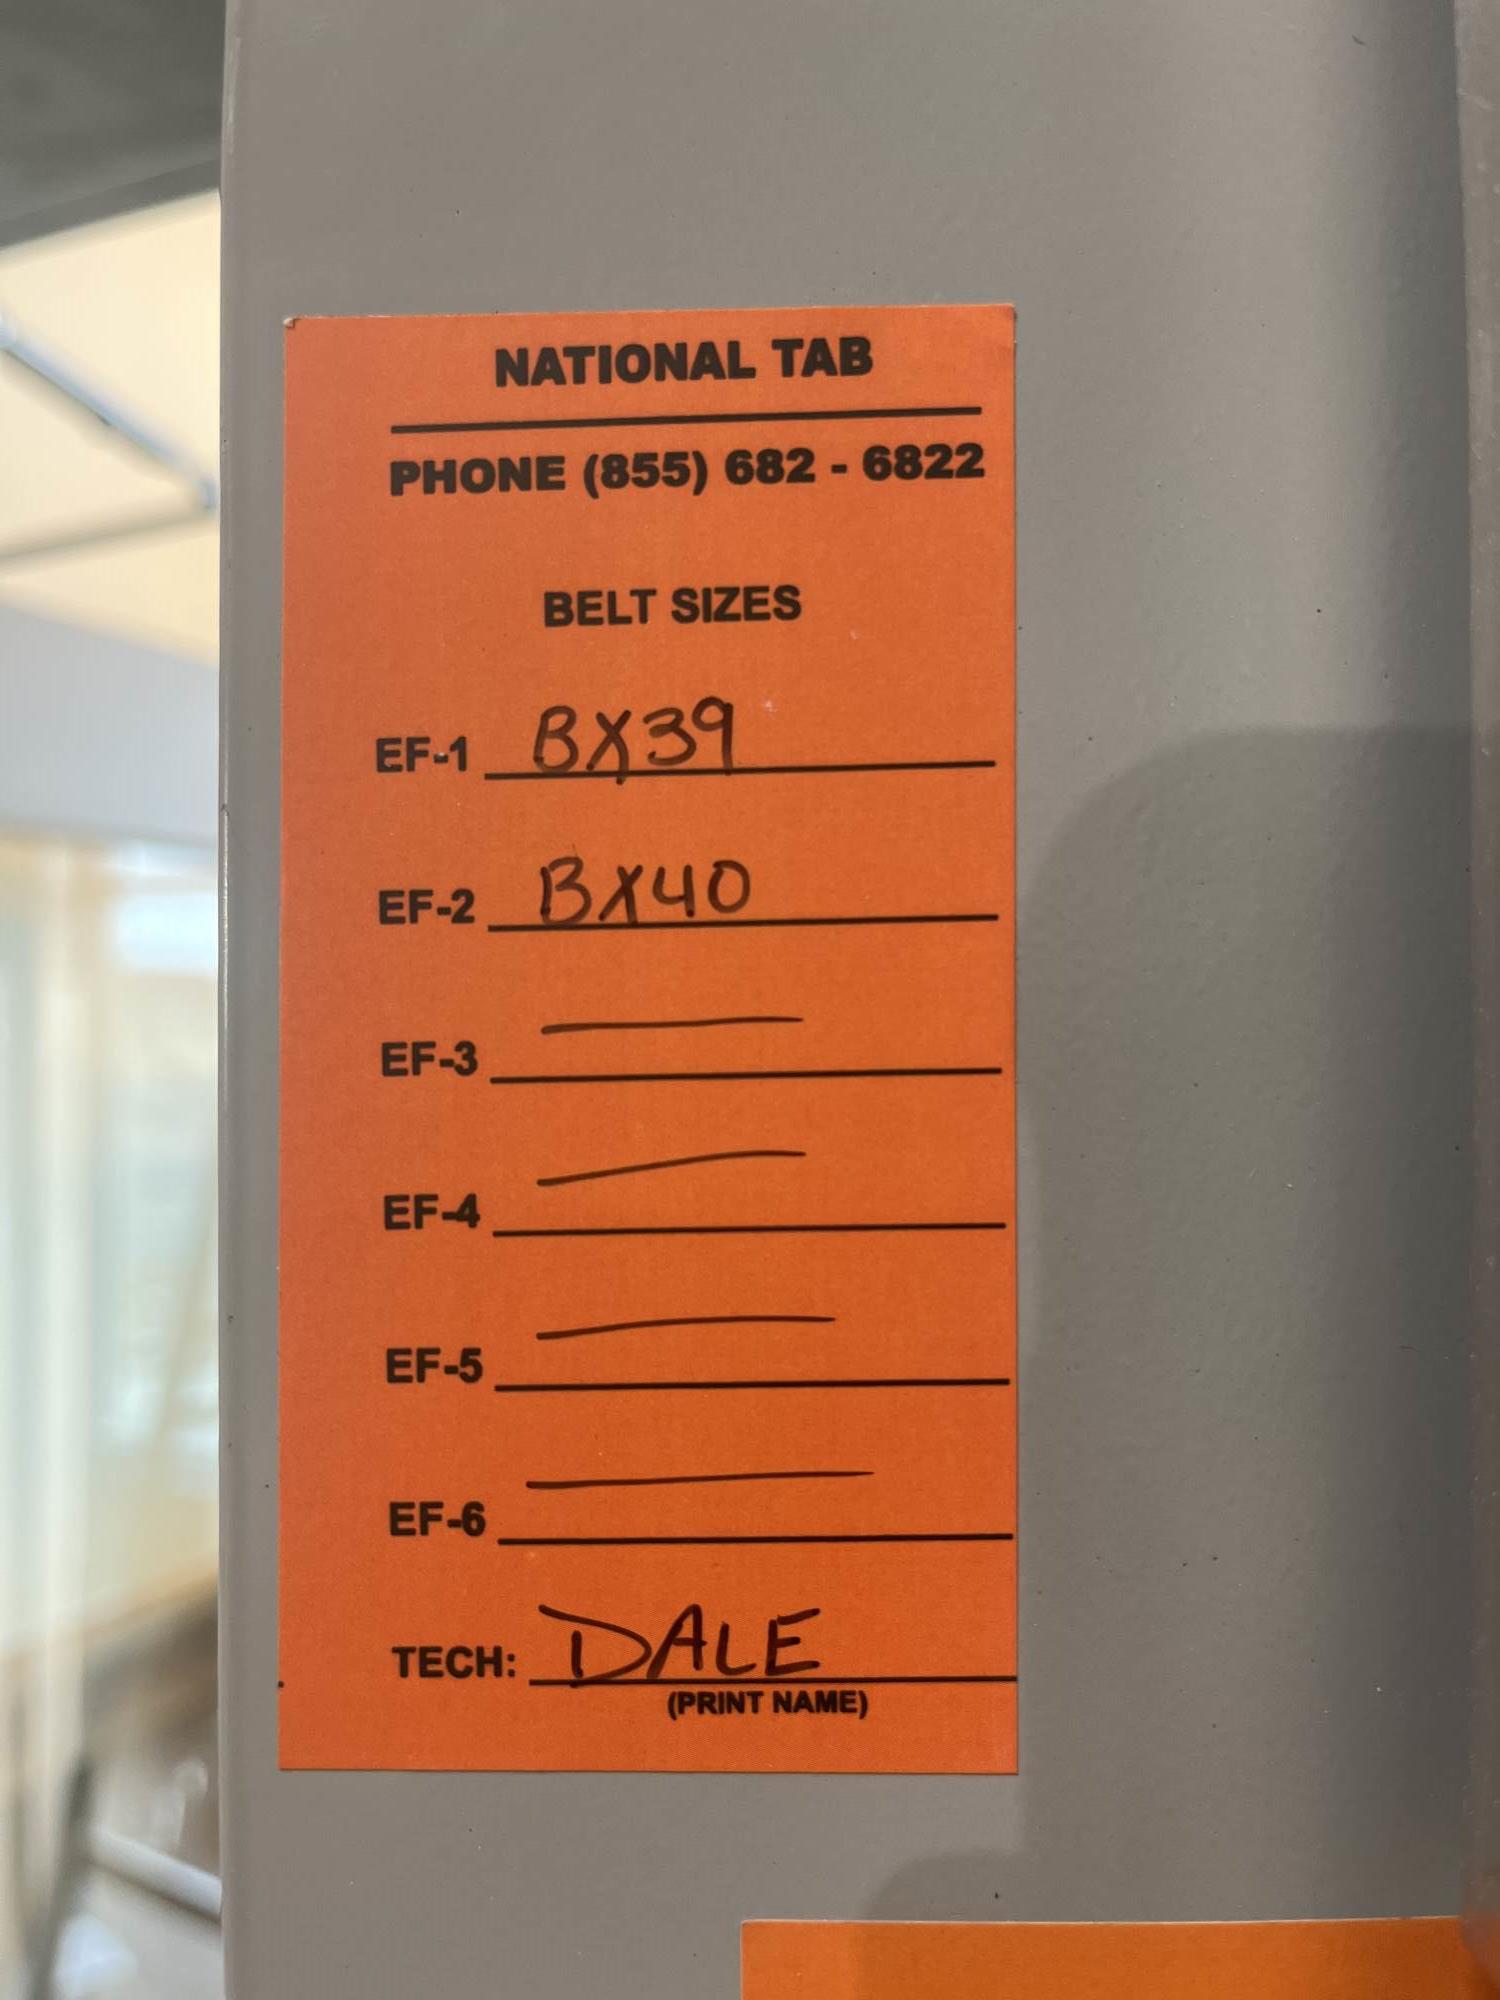 NATIONAL TAB
PHONE (855) 682 - 6822
BELT SIZES
EF-1 BX39
EF-2 BX40
EF-3 —
EF-4 —
EF-5 —
EF-6 —
TECH: DALE
(PRINT NAME)